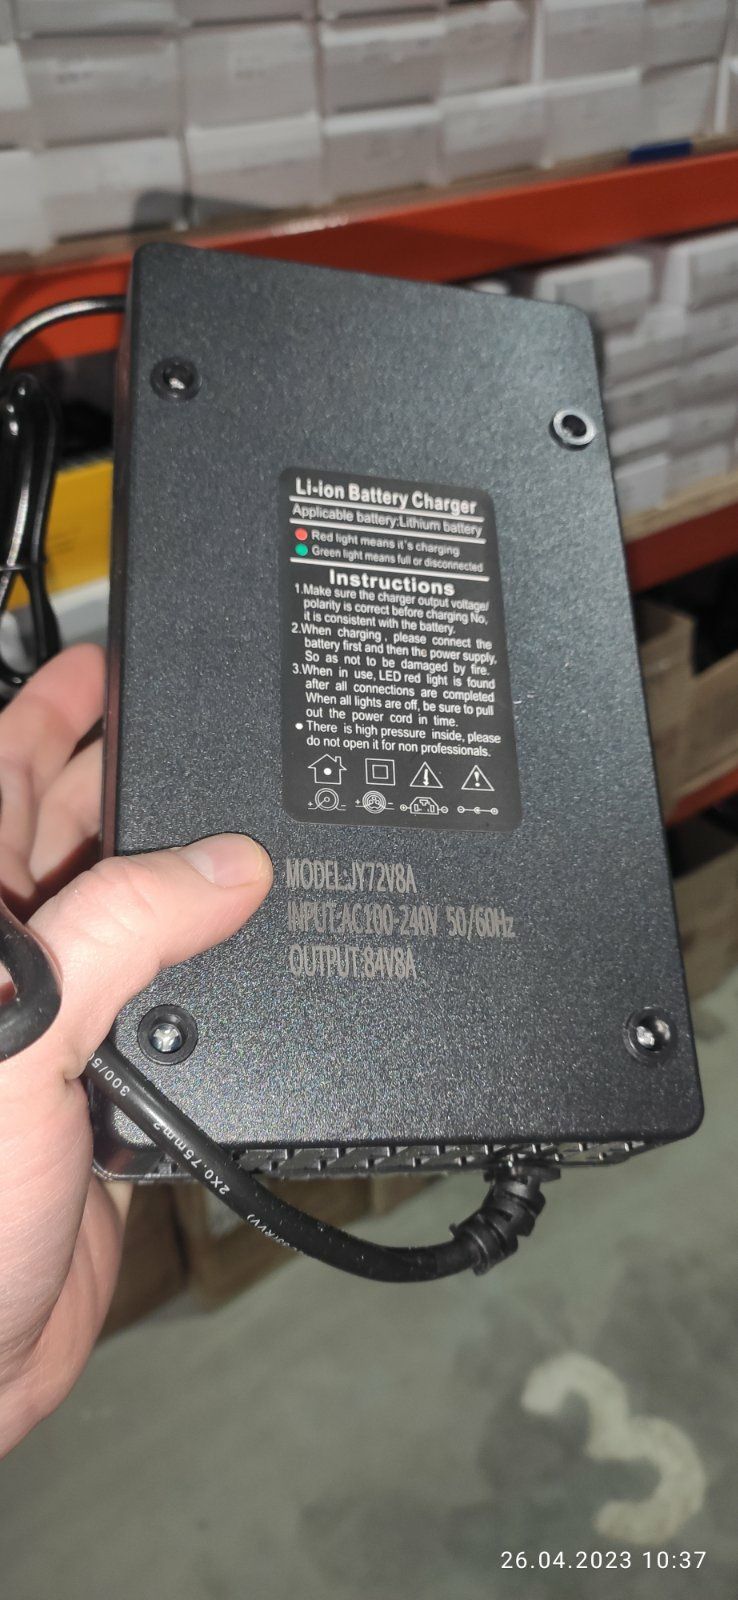 Li-ion Battery Charger
Applicable battery:Lithium battery
Red light means it's charging
Green light means full or disconnected
Instructions
1.Make sure the charger output voltage/
polarity is correct before charging No,
it is consistent with the battery.
2.When charging , please connect the
battery first and then the power supply,
So as not to be damaged by fire.
3.When in use, LED red light is found
after all connections are completed
When all lights are off, be sure to pull
out the power cord in time.
There is high pressure inside, please
do not open it for non professionals.
MODEL:JY72V8A
INPUT:AC100-240V 50/60Hz
OUTPUT:84V8A
300/50
2X0.75mm2
(RVV)
3
26.04.2023 10:37